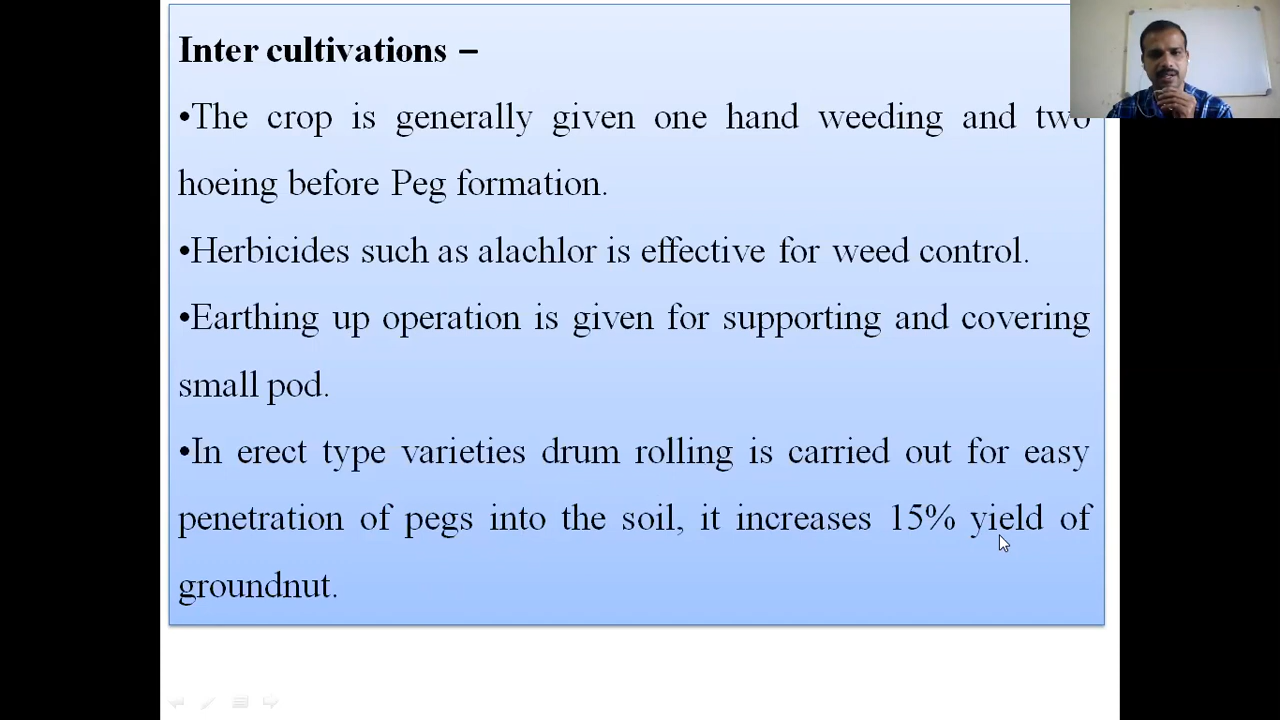 Inter cultivations –
•The crop is generally given one hand weeding and two
hoeing before Peg formation.
•Herbicides such as alachlor is effective for weed control.
•Earthing up operation is given for supporting and covering
small pod.
•In erect type varieties drum rolling is carried out for easy
penetration of pegs into the soil, it increases 15% yield of
groundnut.